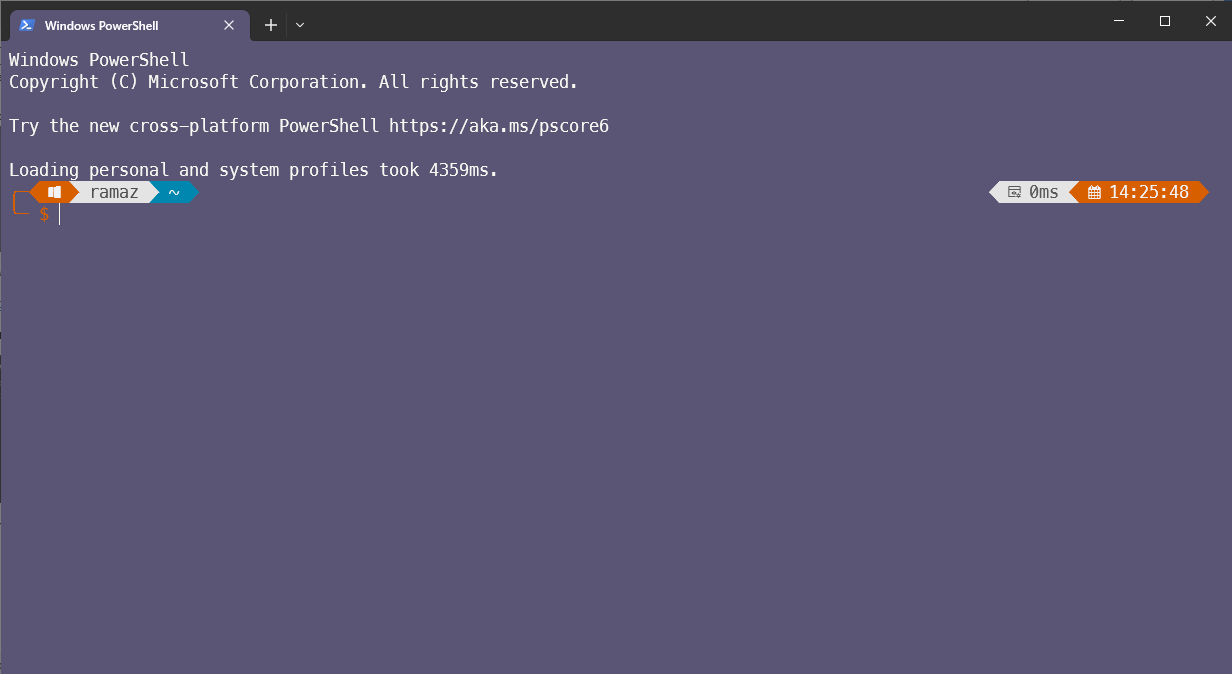 Windows PowerShell
Windows PowerShell
Copyright (C) Microsoft Corporation. All rights reserved.
Try the new cross-platform PowerShell https://aka.ms/pscore6
Loading personal and system profiles took 4359ms.
ramaz ~ 0ms 14:25:48
$